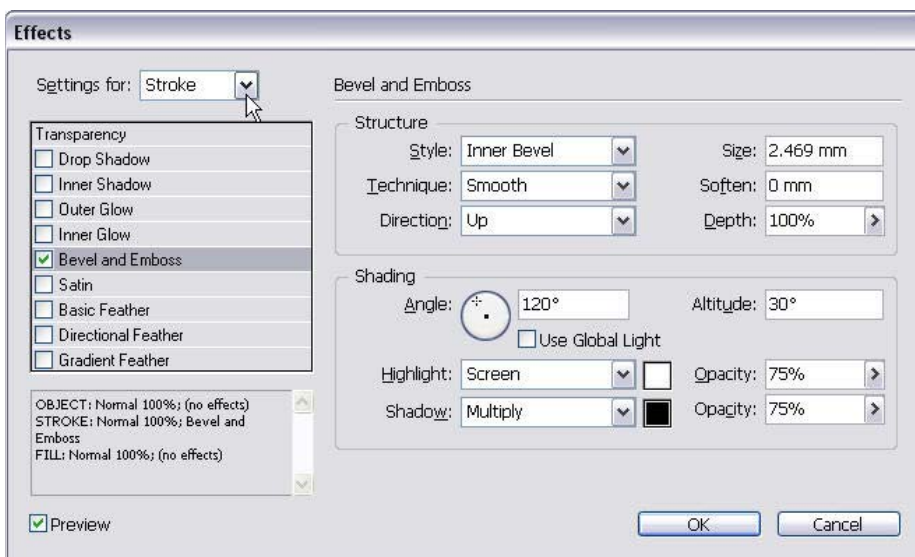 Effects
Settings for: Stroke
Transparency
Drop Shadow
Inner Shadow
Outer Glow
Inner Glow
Bevel and Emboss
Satin
Basic Feather
Directional Feather
Gradient Feather
OBJECT: Normal 100%; (no effects)
STROKE: Normal 100%; Bevel and
Emboss
FILL: Normal 100%; (no effects)
Preview
Bevel and Emboss
Structure
Style: Inner Bevel Size: 2.469 mm
Technique: Smooth Soften: 0 mm
Direction: Up Depth: 100%
Shading
Angle: 120° Altitude: 30°
Use Global Light
Highlight: Screen Opacity: 75%
Shadow: Multiply Opacity: 75%
OK Cancel